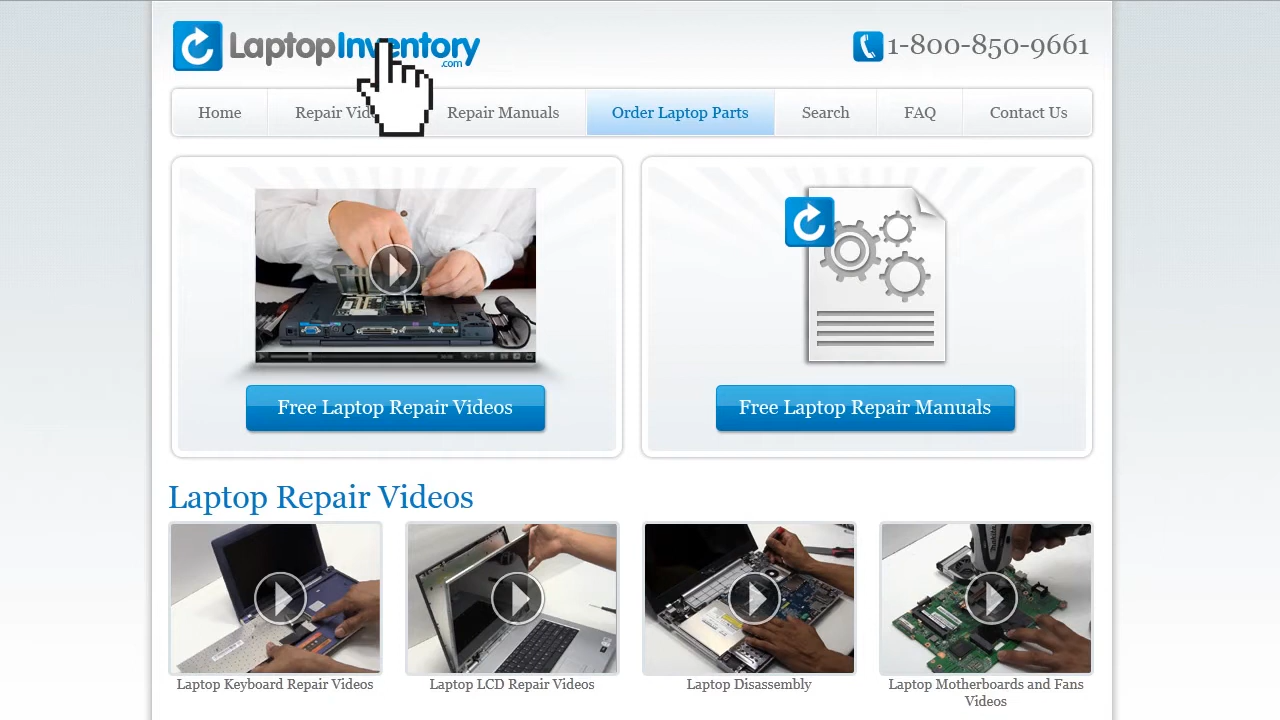 LaptopInventory
.com
1-800-850-9661
Home
Repair Vid
Repair Manuals
Order Laptop Parts
Search
FAQ
Contact Us
Free Laptop Repair Videos
Free Laptop Repair Manuals
Laptop Repair Videos
Laptop Keyboard Repair Videos
Laptop LCD Repair Videos
Laptop Disassembly
Laptop Motherboards and Fans
Videos